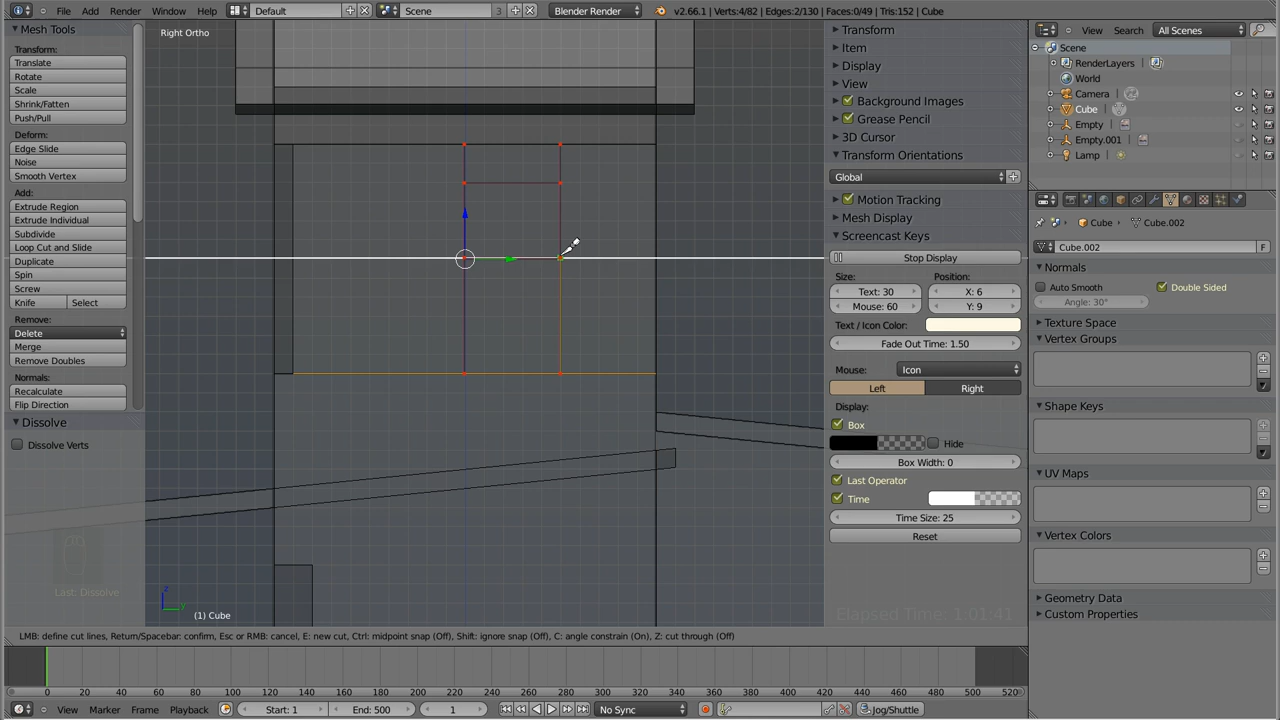 File Add Render Window Help Default Scene 3 Blender Render v2.66.1 | Verts:4/82 | Edges:2/130 | Faces:0/49 | Tris:152 | Cube
Mesh Tools
Transform:
Translate
Rotate
Scale
Shrink/Fatten
Push/Pull
Deform:
Edge Slide
Noise
Smooth Vertex
Add:
Extrude Region
Extrude Individual
Subdivide
Loop Cut and Slide
Duplicate
Spin
Screw
Knife Select
Remove:
Delete
Merge
Remove Doubles
Normals:
Recalculate
Flip Direction
Dissolve
Dissolve Verts
Last: Dissolve
Right Ortho
z
y
(1) Cube
Elapsed Time: 1.01:41
Transform
Item
Display
View
Background Images
Grease Pencil
3D Cursor
Transform Orientations
Global
Motion Tracking
Mesh Display
Screencast Keys
Stop Display
Size: Position:
Text: 30 X: 6
Mouse: 60 Y: 9
Text / Icon Color:
Fade Out Time: 1.50
Mouse: Icon
Left Right
Display:
Box
Hide
Box Width: 0
Last Operator
Time
Time Size: 25
Reset
View Search All Scenes
Scene
RenderLayers
World
Camera
Cube
Empty
Empty.001
Lamp
Cube Cube.002
Cube.002 F
Normals
Auto Smooth Double Sided
Angle: 30°
Texture Space
Vertex Groups
Shape Keys
UV Maps
Vertex Colors
Geometry Data
Custom Properties
LMB: define cut lines, Return/Spacebar: confirm, Esc or RMB: cancel, E: new cut, Ctrl: midpoint snap (Off), Shift: ignore snap (Off), C: angle constrain (On), Z: cut through (Off)
0 20 40 60 80 100 120 140 160 180 200 220 240 260 280 300 320 340 360 380 400 420 440 460 480 500 520
View Marker Frame Playback Start: 1 End: 500 1 No Sync Jog/Shuttle